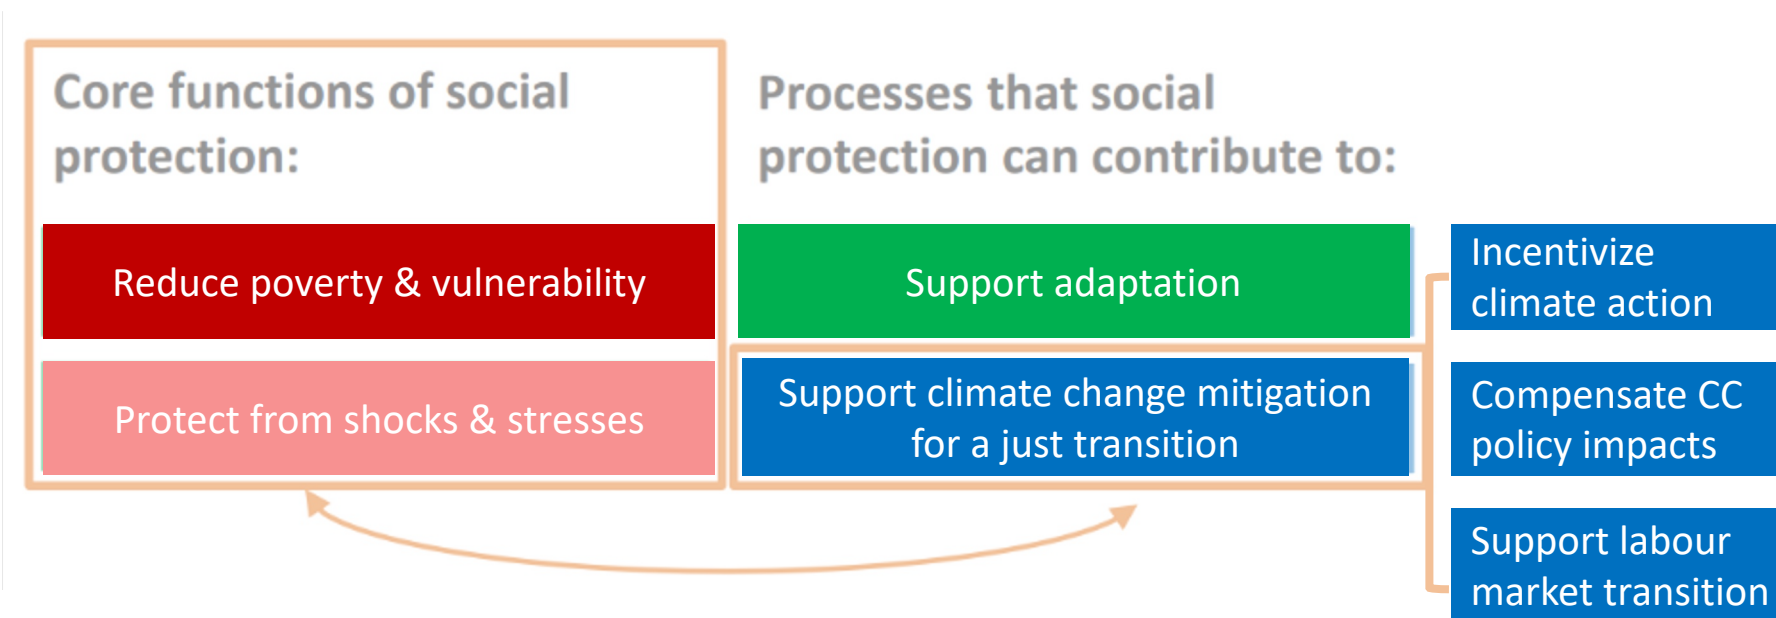 Core functions of social
protection:
Reduce poverty & vulnerability
Protect from shocks & stresses
Processes that social
protection can contribute to:
Support adaptation
Support climate change mitigation
for a just transition
Incentivize
climate action
Compensate CC
policy impacts
Support labour
market transition